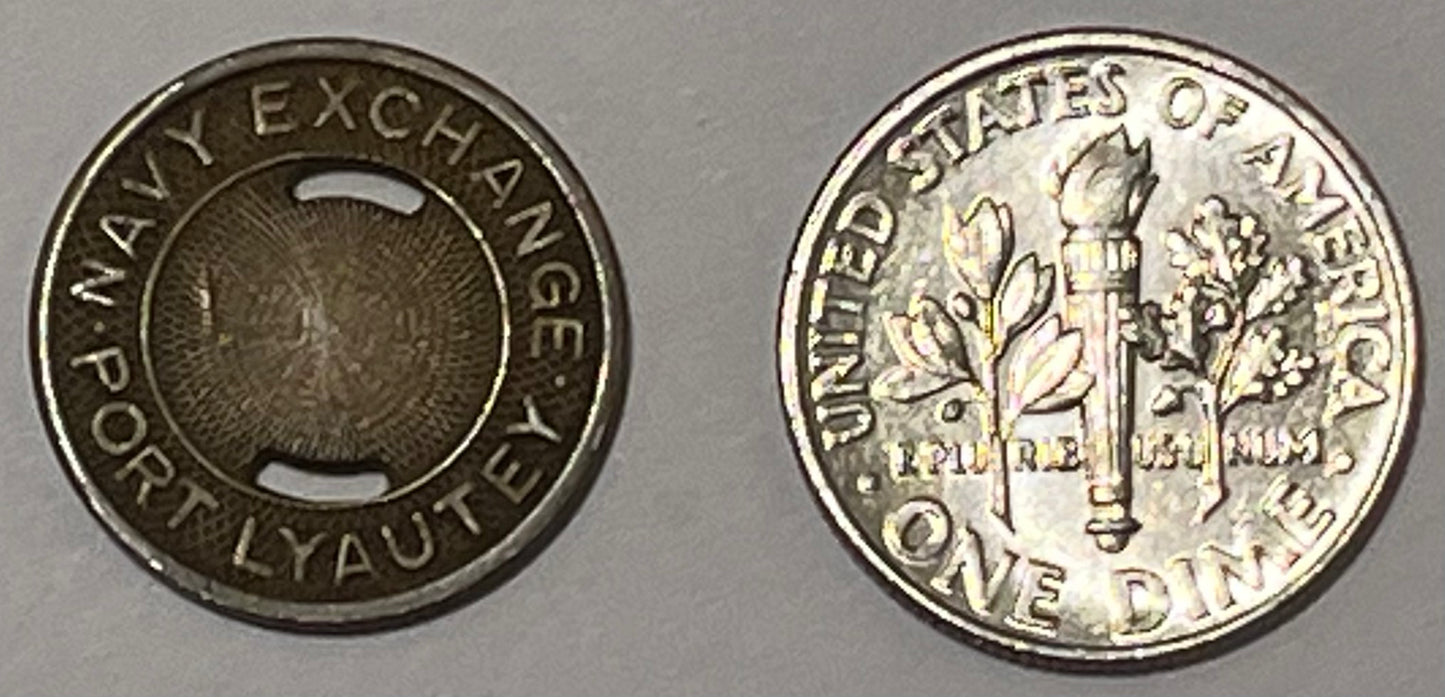 NAVY EXCHANGE
PORT LYAUTEY
UNITED STATES OF AMERICA
E PLURIBUS UNUM
ONE DIME